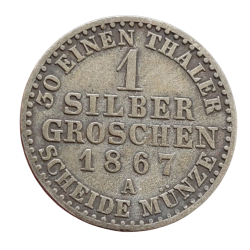 30 EINEN THALER
1
SILBER
GROSCHEN
1867
A
SCHEIDE MÜNZE